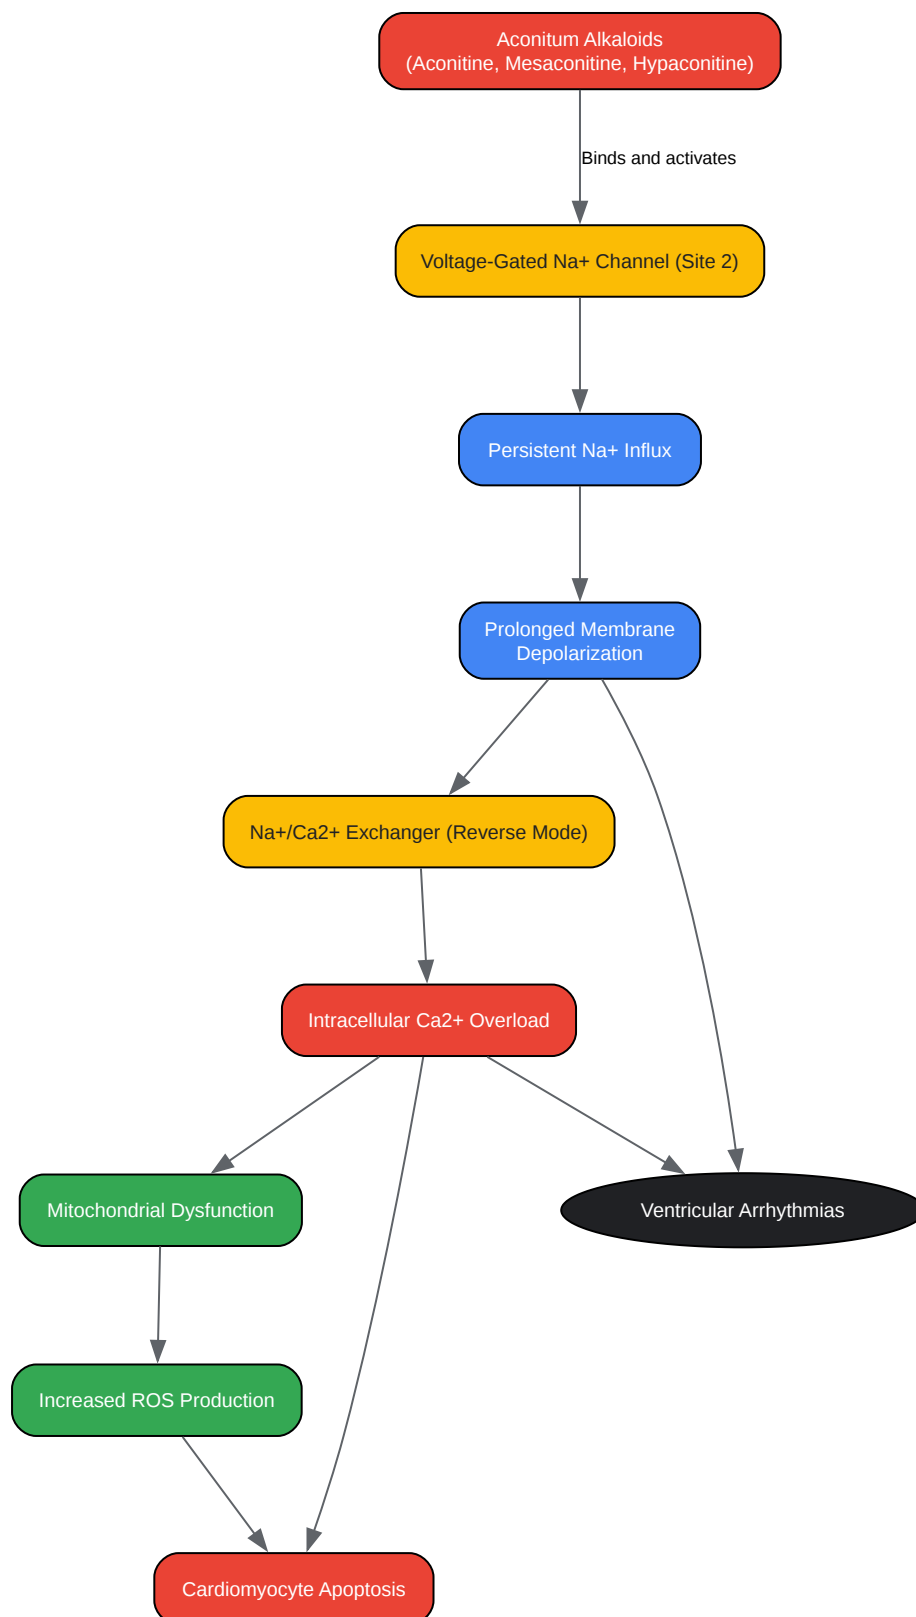 Aconitum Alkaloids
(Aconitine, Mesaconitine, Hypaconitine)
Binds and activates
Voltage-Gated Na+ Channel (Site 2)
Persistent Na+ Influx
Prolonged Membrane
Depolarization
Na+/Ca2+ Exchanger (Reverse Mode)
Intracellular Ca2+ Overload
Mitochondrial Dysfunction
Ventricular Arrhythmias
Increased ROS Production
Cardiomyocyte Apoptosis